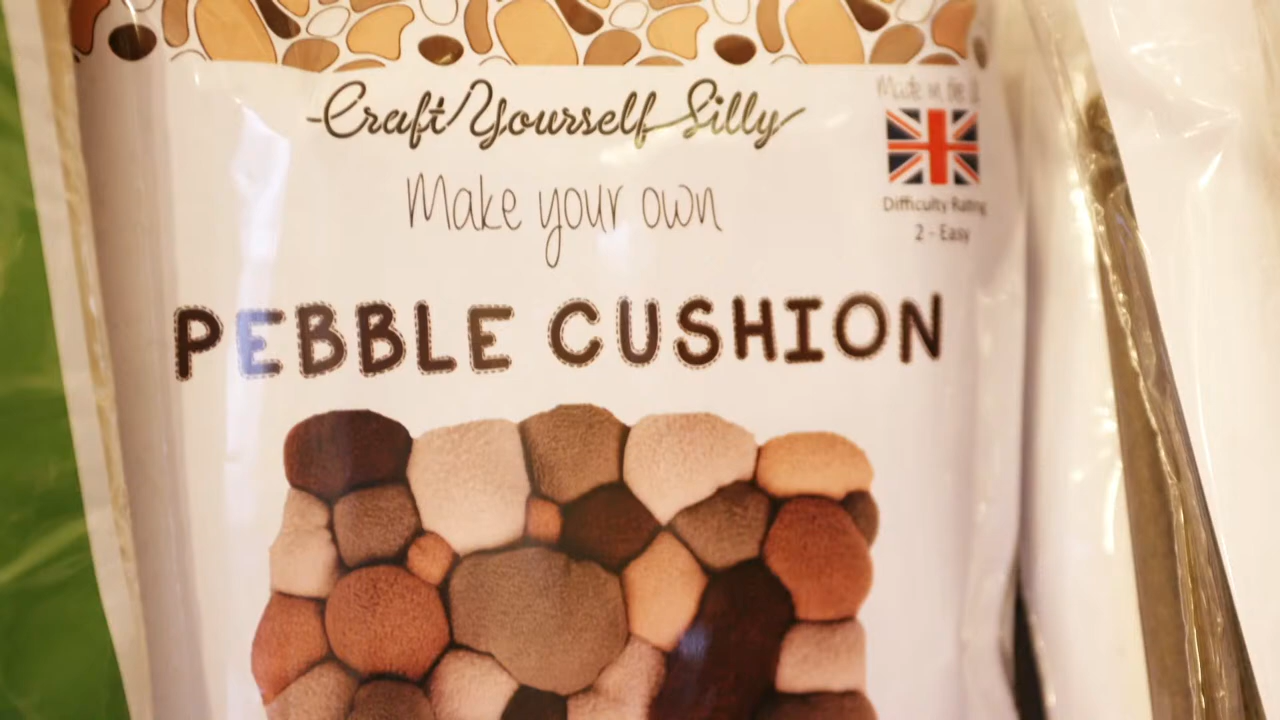 Craft Yourself Silly
Made in the
Make your own
Difficulty Rating
2 - Easy
PEBBLE CUSHION